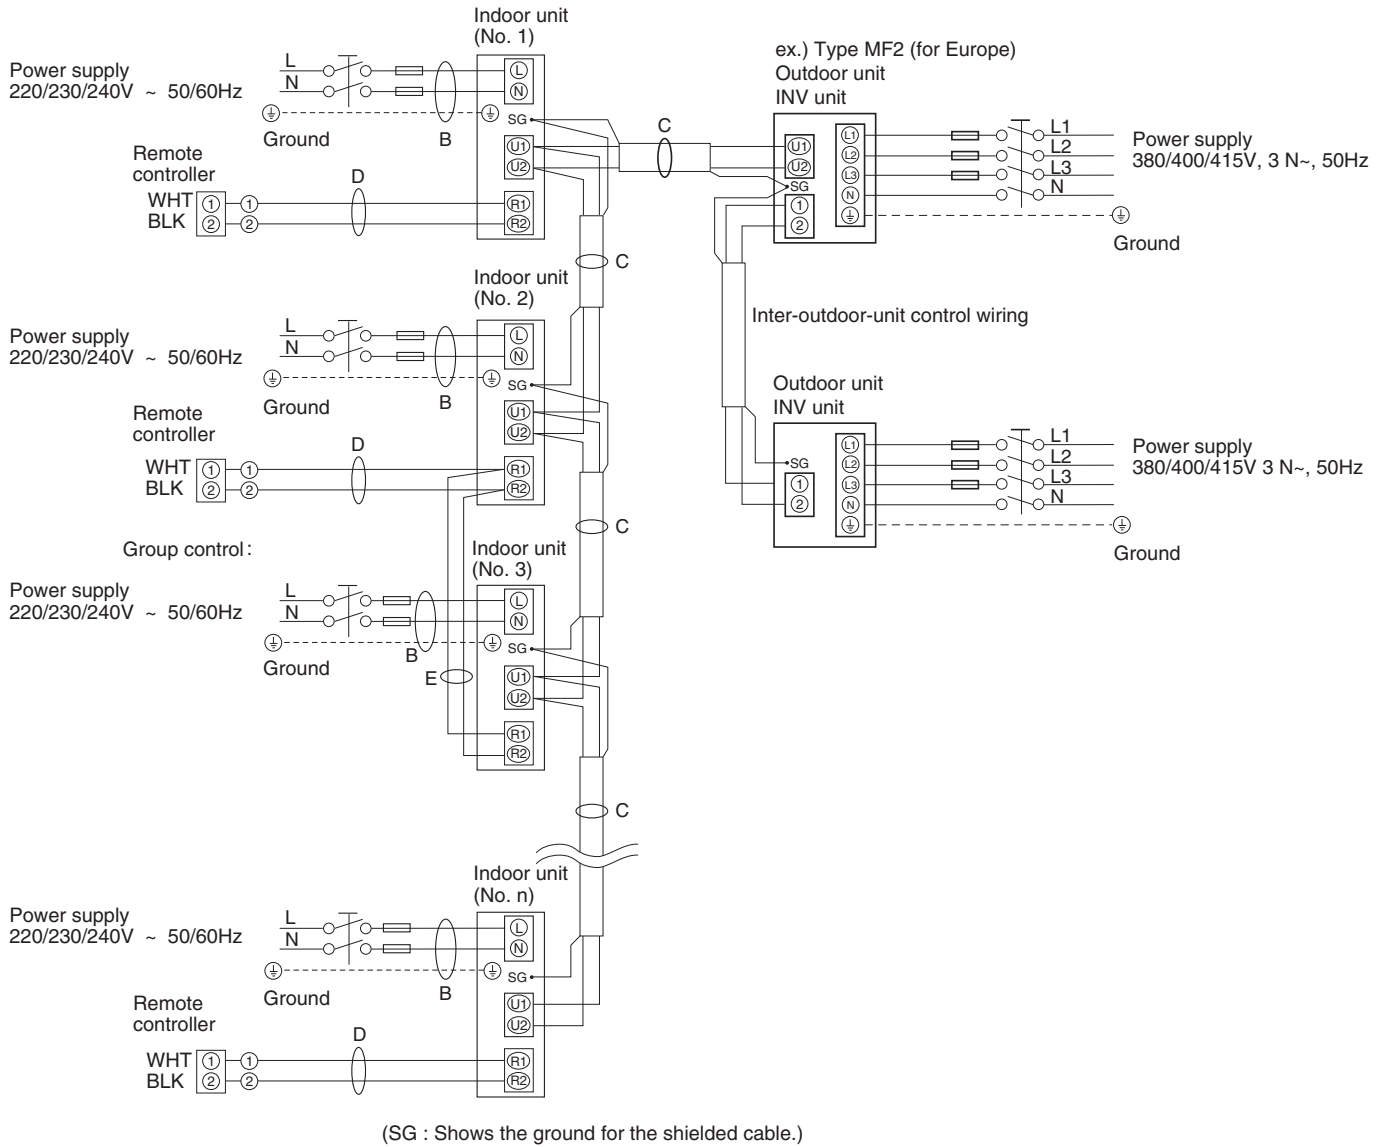 Indoor unit
(No. 1)
Power supply
220/230/240V ~ 50/60Hz
L
N
Ground
B
L
N
SG
U1
U2
R1
R2
Remote
controller
WHT
BLK
1
2
1
2
D
C
C
ex.) Type MF2 (for Europe)
Outdoor unit
INV unit
U1
U2
SG
1
2
L1
L2
L3
N
L1
L2
L3
N
Power supply
380/400/415V, 3 N~, 50Hz
Ground
Inter-outdoor-unit control wiring
Indoor unit
(No. 2)
Power supply
220/230/240V ~ 50/60Hz
L
N
Ground
B
L
N
SG
U1
U2
R1
R2
Remote
controller
WHT
BLK
1
2
1
2
D
C
Outdoor unit
INV unit
SG
1
2
L1
L2
L3
N
L1
L2
L3
N
Power supply
380/400/415V 3 N~, 50Hz
Ground
Group control:
Indoor unit
(No. 3)
Power supply
220/230/240V ~ 50/60Hz
L
N
Ground
B
E
L
N
SG
U1
U2
R1
R2
C
Indoor unit
(No. n)
Power supply
220/230/240V ~ 50/60Hz
L
N
Ground
B
L
N
SG
U1
U2
R1
R2
Remote
controller
WHT
BLK
1
2
1
2
D
(SG : Shows the ground for the shielded cable.)